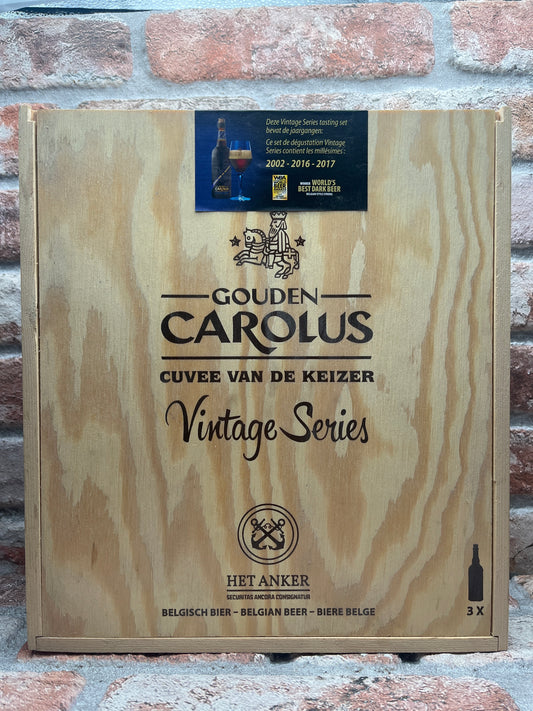 Deze Vintage Series tasting set
bevat de jaargangen:
Ce set de dégustation Vintage
Series contient les millésimes :
2002 - 2016 - 2017
WORLD'S
BEST DARK BEER
GOUDEN
CAROLUS
CUVEE VAN DE KEIZER
Vintage Series
HET ANKER
SECURITAS ANCORA CONSIGNATUR
BELGISCH BIER – BELGIAN BEER – BIERE BELGE
3 X